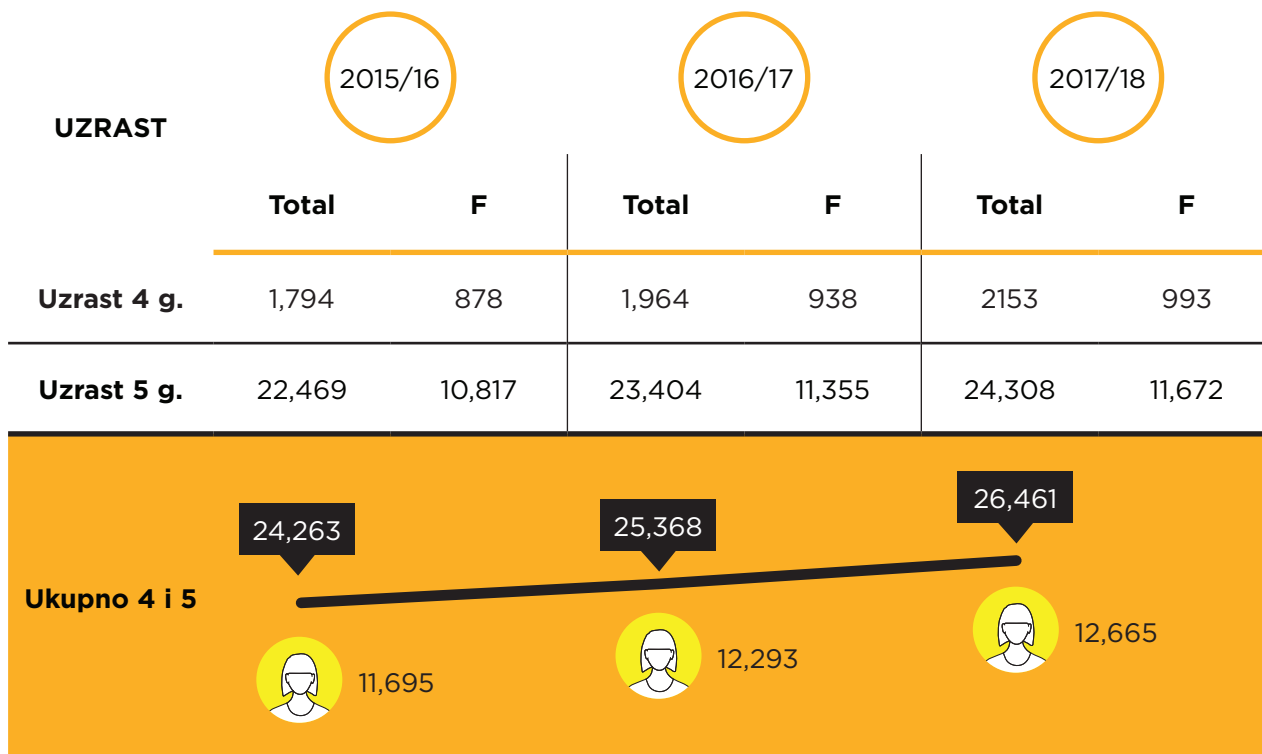 2015/16 2016/17 2017/18
UZRAST
Total F Total F Total F
Uzrast 4 g. 1,794 878 1,964 938 2153 993
Uzrast 5 g. 22,469 10,817 23,404 11,355 24,308 11,672
24,263 25,368 26,461
Ukupno 4 i 5
11,695 12,293 12,665